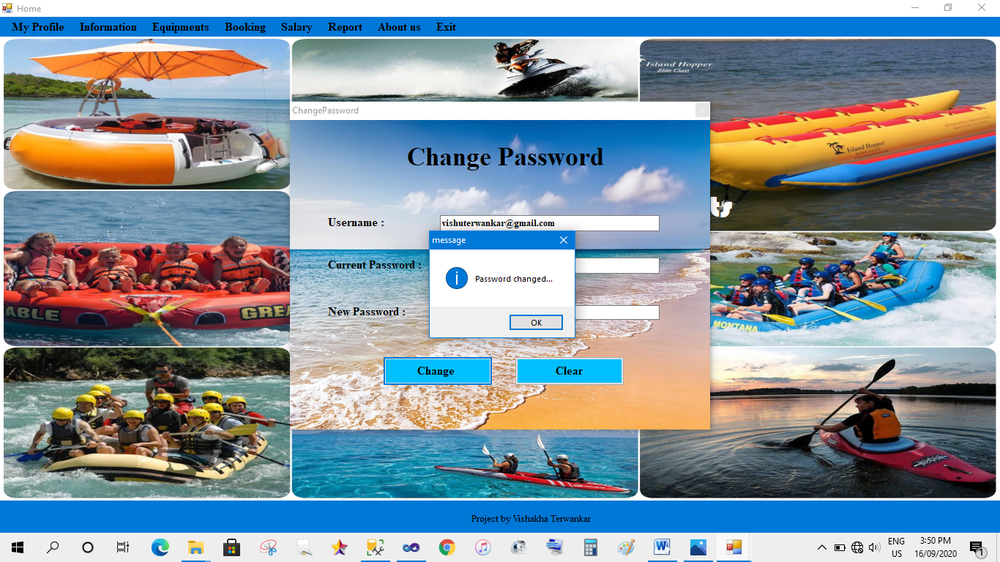 Home
My Profile Information Equipments Booking Salary Report About us Exit
Island Hopper
Elite Class
ChangePassword
Change Password
Island Hopper
Username :
vishuterwankar@gmail.com
message
Current Password :
Password changed...
New Password :
OK
ABLE
GRE
MONTANA
Change
Clear
Project by Vishakha Terwankar
ENG
US
3:50 PM
16/09/2020
1